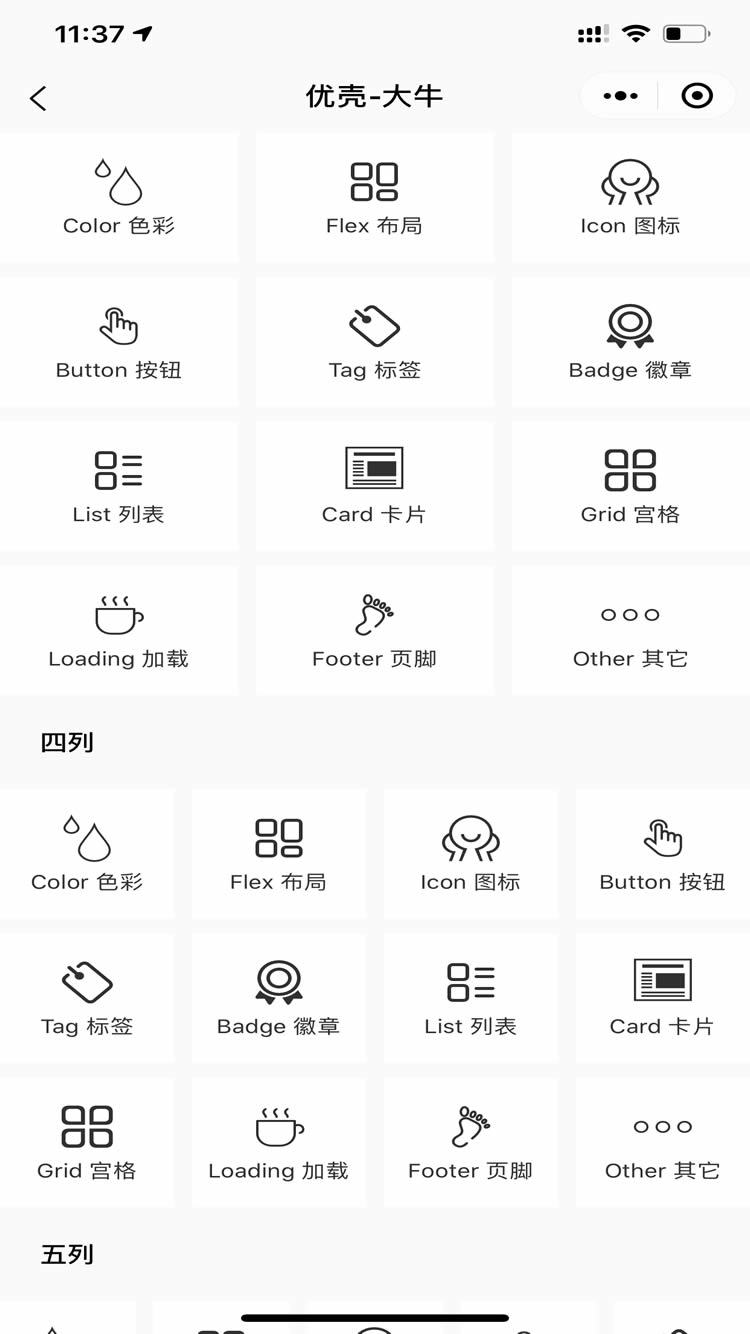 11:37
优壳-大牛
Color 色彩
Flex 布局
Icon 图标
Button 按钮
Tag 标签
Badge 徽章
List 列表
Card 卡片
Grid 宫格
Loading 加载
Footer 页脚
Other 其它
四列
Color 色彩
Flex 布局
Icon 图标
Button 按钮
Tag 标签
Badge 徽章
List 列表
Card 卡片
Grid 宫格
Loading 加载
Footer 页脚
Other 其它
五列